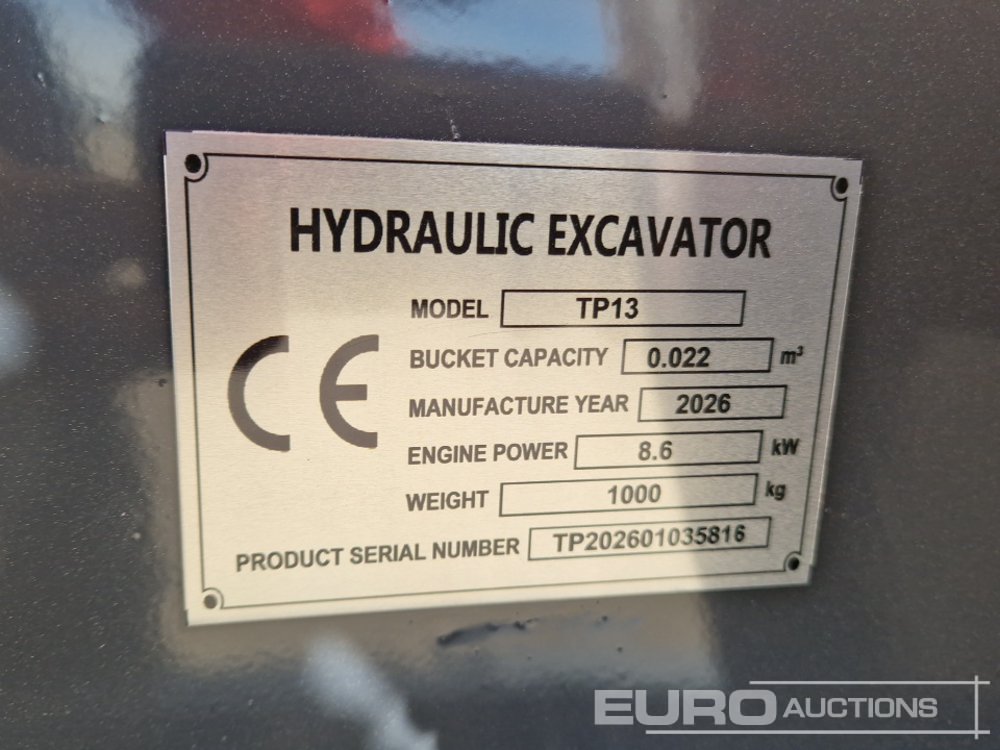 HYDRAULIC EXCAVATOR
CE
MODEL TP13
BUCKET CAPACITY 0.022 m³
MANUFACTURE YEAR 2026
ENGINE POWER 8.6 kW
WEIGHT 1000 kg
PRODUCT SERIAL NUMBER TP202601035816
EURO AUCTIONS